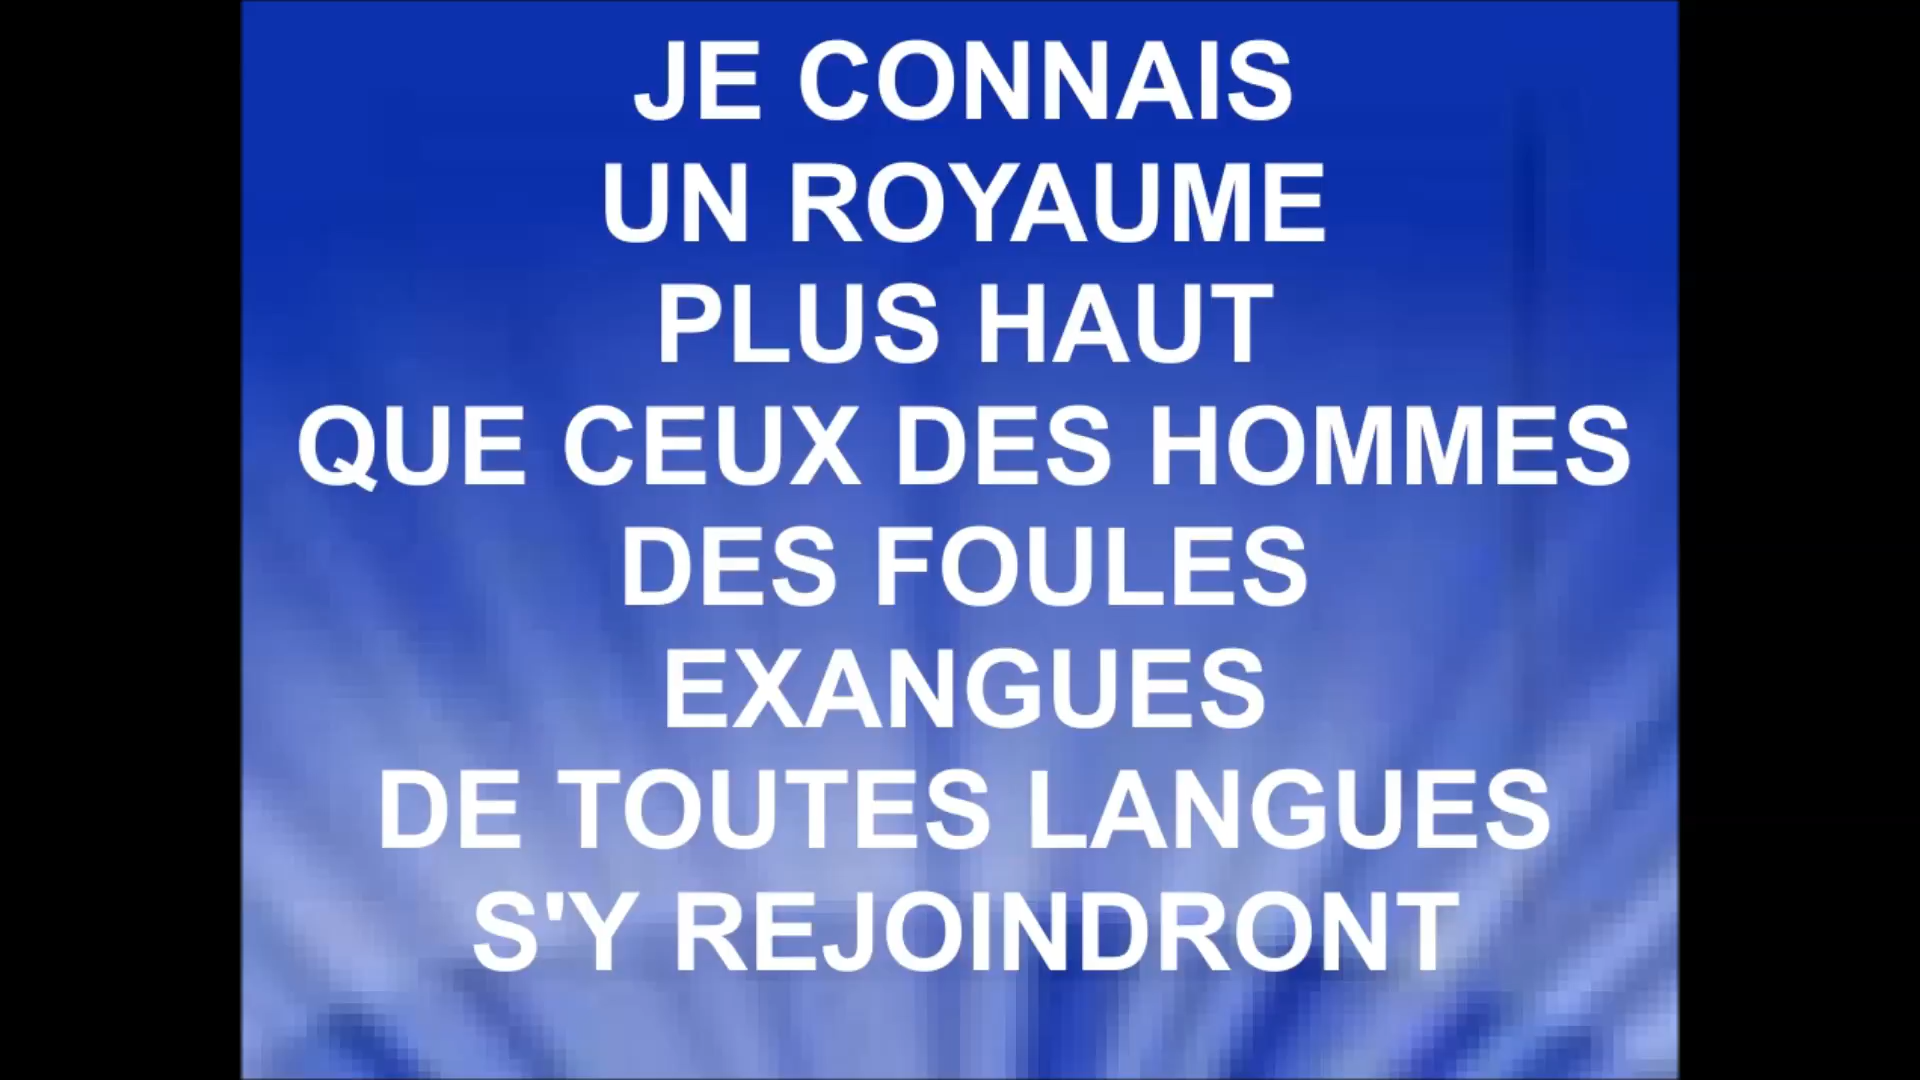 JE CONNAIS
UN ROYAUME
PLUS HAUT
QUE CEUX DES HOMMES
DES FOULES
EXANGUES
DE TOUTES LANGUES
S'Y REJOINDRONT